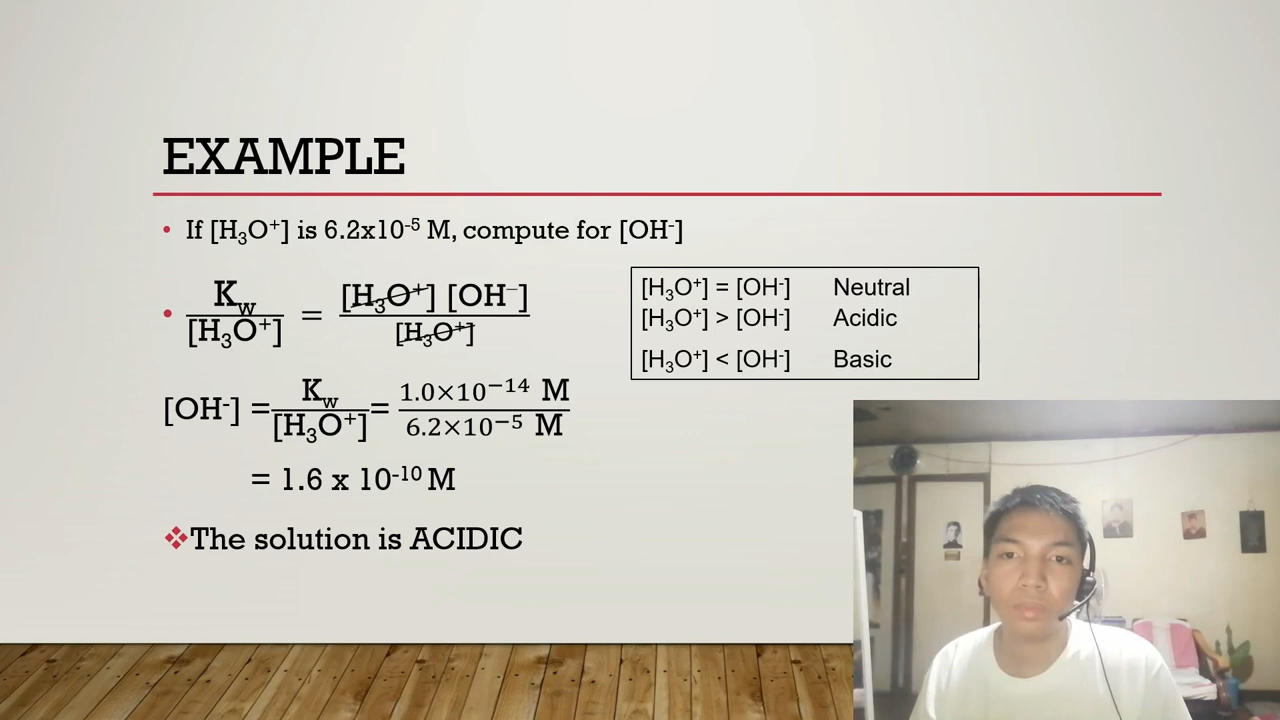 EXAMPLE
• If [H₃O⁺] is 6.2x10⁻⁵ M, compute for [OH⁻]
• K_w/[H₃O⁺] = [H₃O⁺] [OH⁻]/[H₃O⁺]
[H₃O⁺] = [OH⁻] Neutral
[H₃O⁺] > [OH⁻] Acidic
[H₃O⁺] < [OH⁻] Basic
[OH⁻] = K_w/[H₃O⁺] = 1.0×10⁻¹⁴ M/6.2×10⁻⁵ M
= 1.6 x 10⁻¹⁰ M
❖The solution is ACIDIC